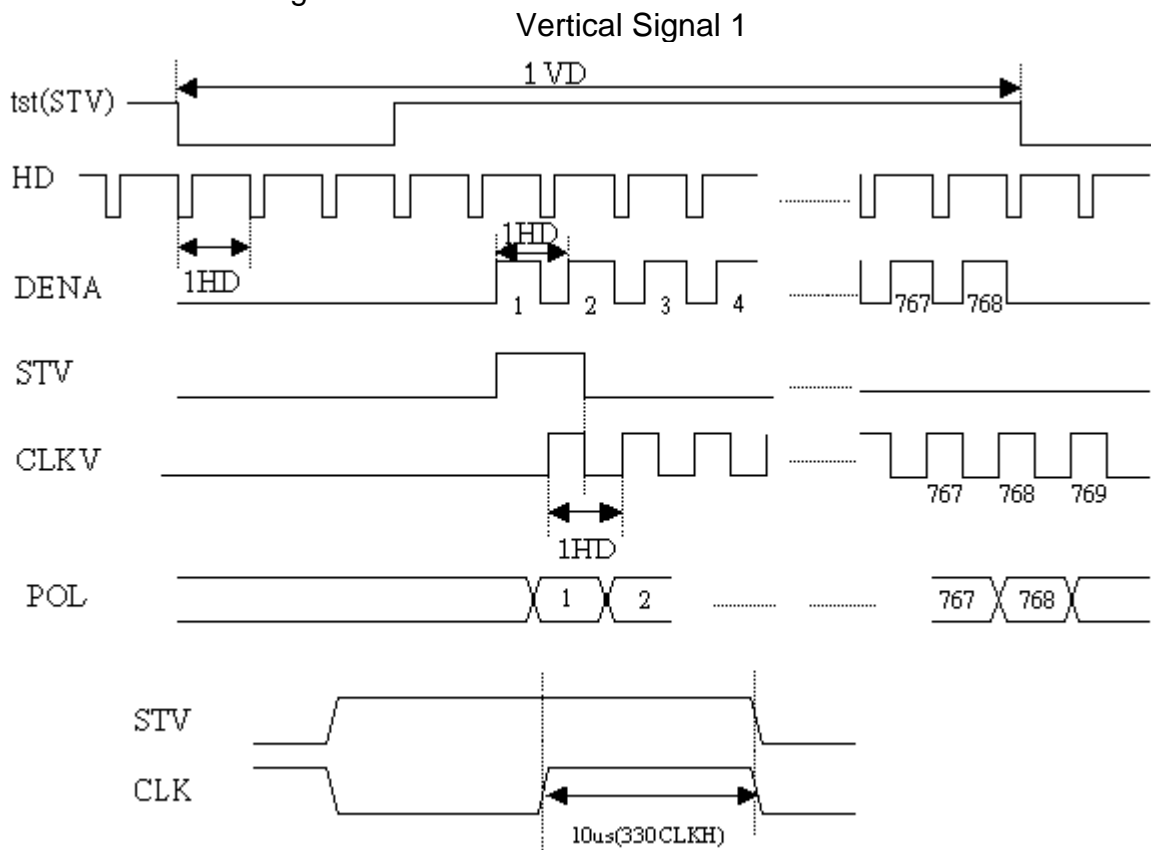 Vertical Signal 1
1 VD
tst(STV)
HD
1HD
1HD
DENA
1 2 3 4 767 768
STV
CLKV
767 768 769
1HD
POL
1 2 767 768
STV
CLK
10us(330CLKH)